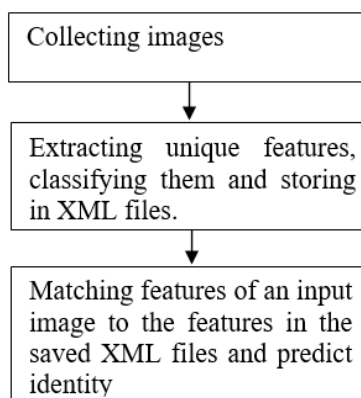 Collecting images
Extracting unique features,
classifying them and storing
in XML files.
Matching features of an input
image to the features in the
saved XML files and predict
identity